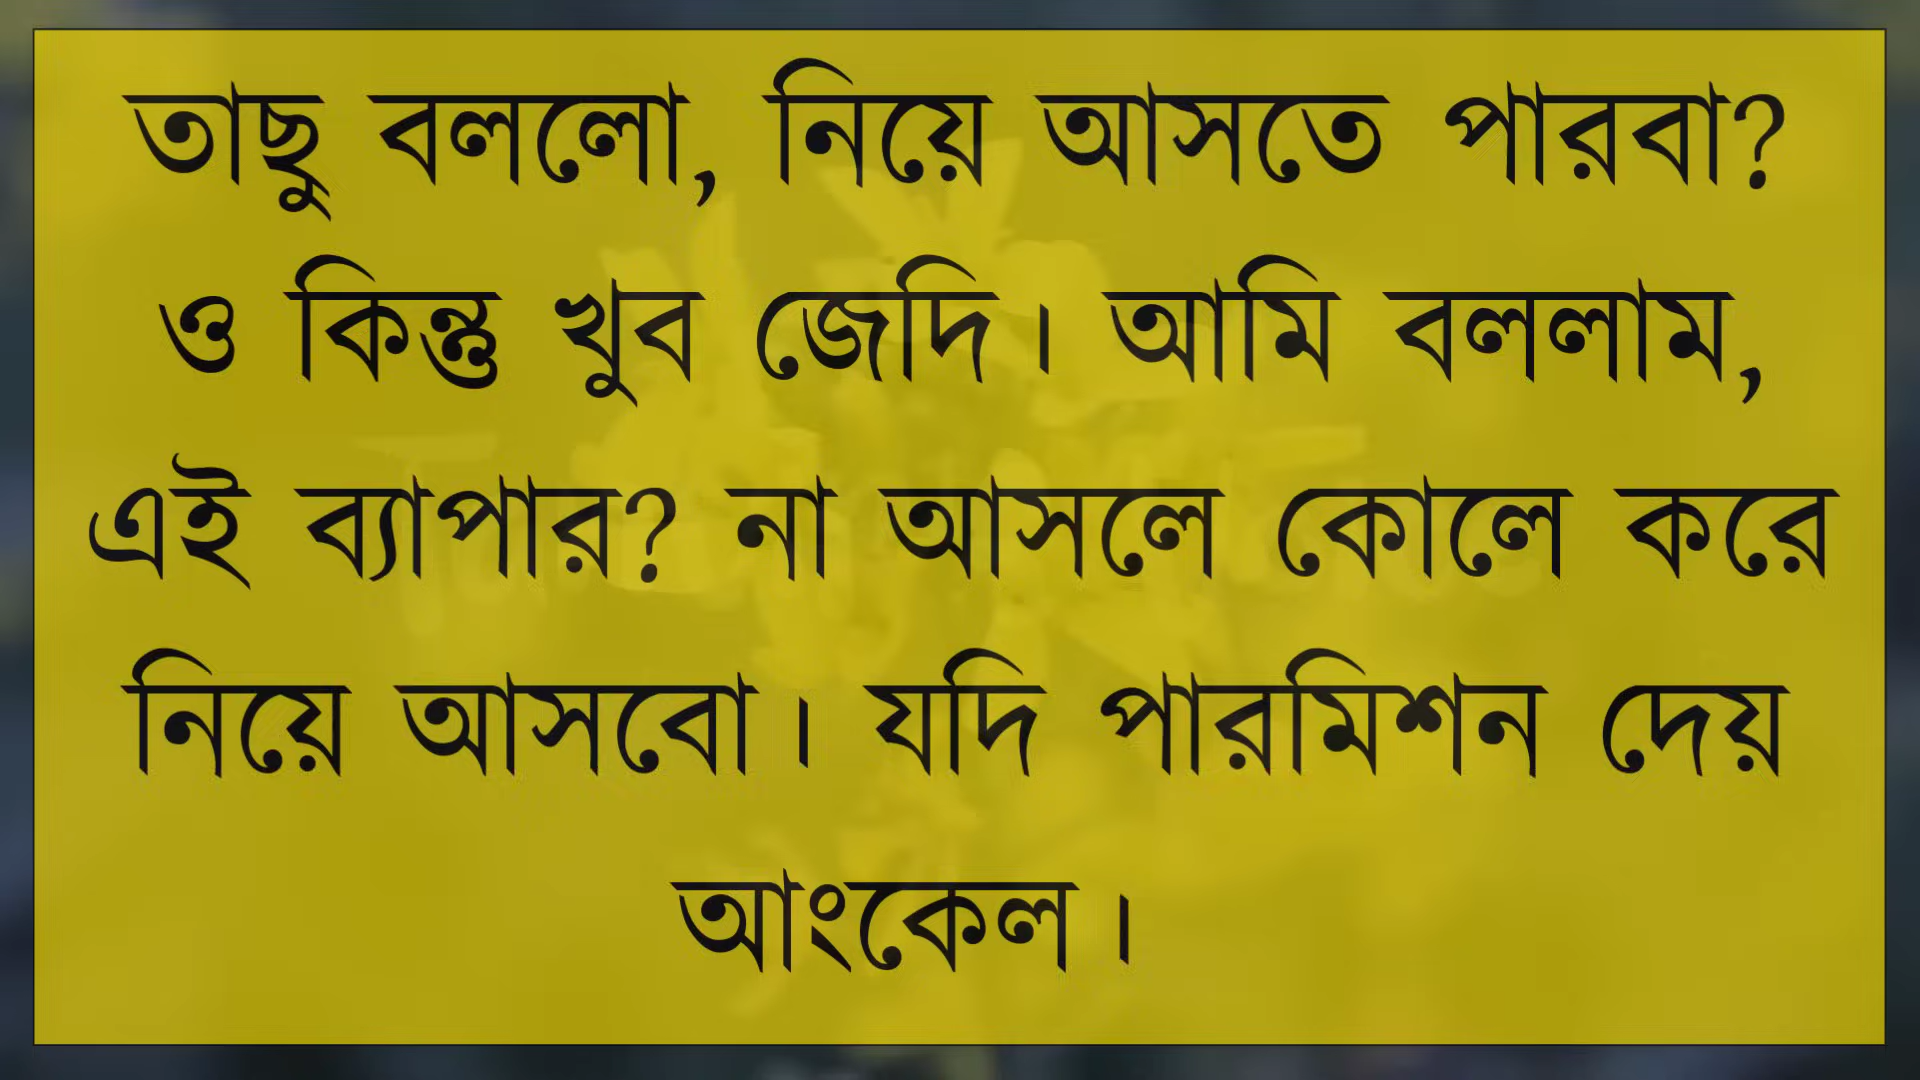 তাছু বললো, নিয়ে আসতে পারবা?
ও কিন্তু খুব জেদি। আমি বললাম,
এই ব্যাপার? না আসলে কোলে করে
নিয়ে আসবো। যদি পারমিশন দেয়
আংকেল।